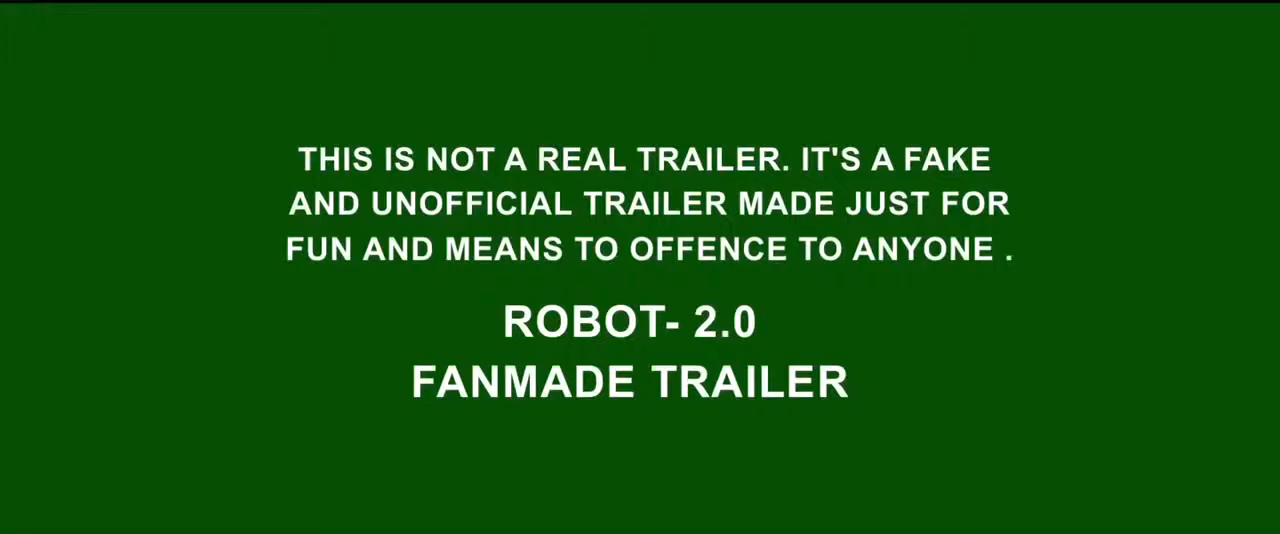 THIS IS NOT A REAL TRAILER. IT'S A FAKE
AND UNOFFICIAL TRAILER MADE JUST FOR
FUN AND MEANS TO OFFENCE TO ANYONE .
ROBOT- 2.0
FANMADE TRAILER